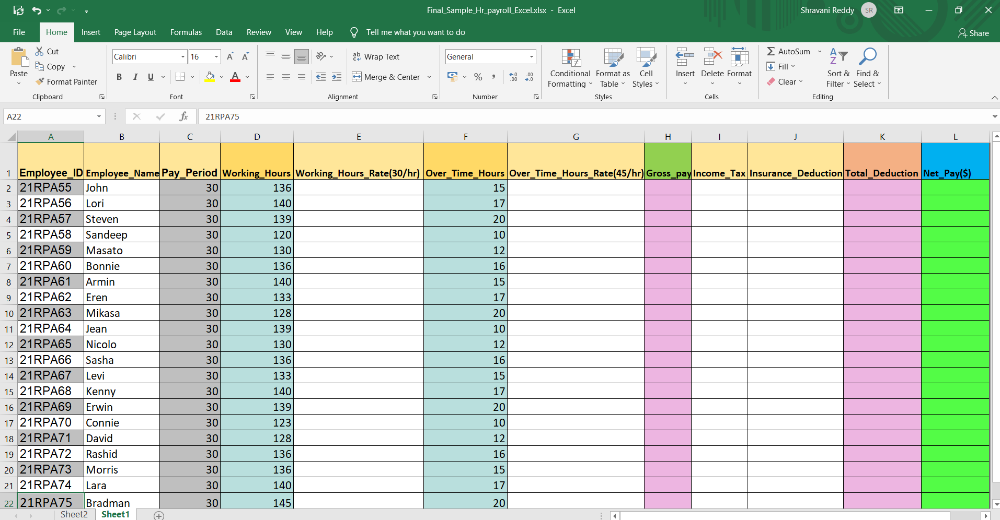 Final_Sample_Hr_payroll_Excel.xlsx - Excel
Shravani Reddy SR
File Home Insert Page Layout Formulas Data Review View Help Tell me what you want to do Share
Paste Cut Copy Format Painter Clipboard
Calibri 16 A A B I U A Font
ab Wrap Text Merge & Center Alignment
General % , Number
Conditional Formatting Format as Table Cell Styles Styles
Insert Delete Format Cells
AutoSum Fill Clear Sort & Filter Find & Select Editing
A22 fx 21RPA75
A B C D E F G H I J K L
1 Employee_ID Employee_Name Pay_Period Working_Hours Working_Hours_Rate(30/hr) Over_Time_Hours Over_Time_Hours_Rate(45/hr) Gross_pay Income_Tax Insurance_Deduction Total_Deduction Net_Pay($)
2 21RPA55 John 30 136 15
3 21RPA56 Lori 30 140 17
4 21RPA57 Steven 30 139 20
5 21RPA58 Sandeep 30 120 10
6 21RPA59 Masato 30 130 12
7 21RPA60 Bonnie 30 136 16
8 21RPA61 Armin 30 140 15
9 21RPA62 Eren 30 133 17
10 21RPA63 Mikasa 30 128 20
11 21RPA64 Jean 30 139 10
12 21RPA65 Nicolo 30 130 12
13 21RPA66 Sasha 30 136 16
14 21RPA67 Levi 30 133 15
15 21RPA68 Kenny 30 140 17
16 21RPA69 Erwin 30 139 20
17 21RPA70 Connie 30 123 10
18 21RPA71 David 30 128 12
19 21RPA72 Rashid 30 136 16
20 21RPA73 Morris 30 136 15
21 21RPA74 Lara 30 140 17
22 21RPA75 Bradman 30 145 20
Sheet2 Sheet1